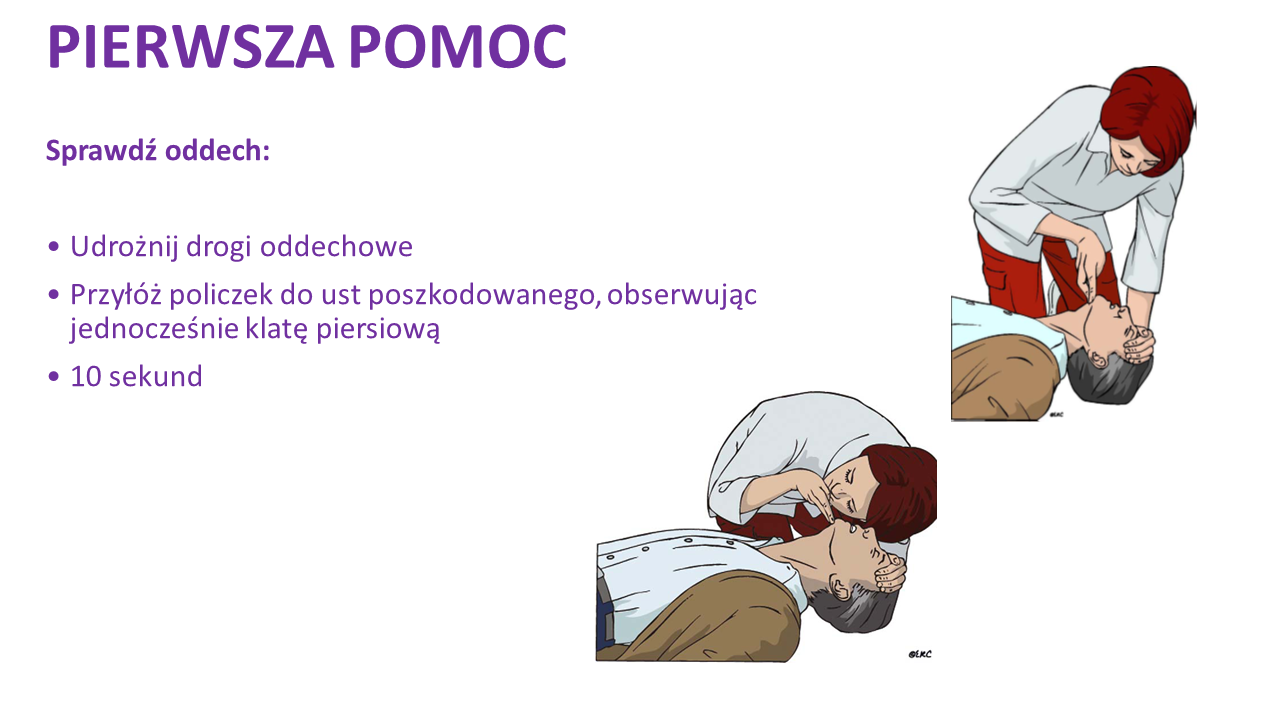 PIERWSZA POMOC
Sprawdź oddech:
• Udrożnij drogi oddechowe
• Przyłóż policzek do ust poszkodowanego, obserwując
jednocześnie klatę piersiową
• 10 sekund
@ERC
@ERC